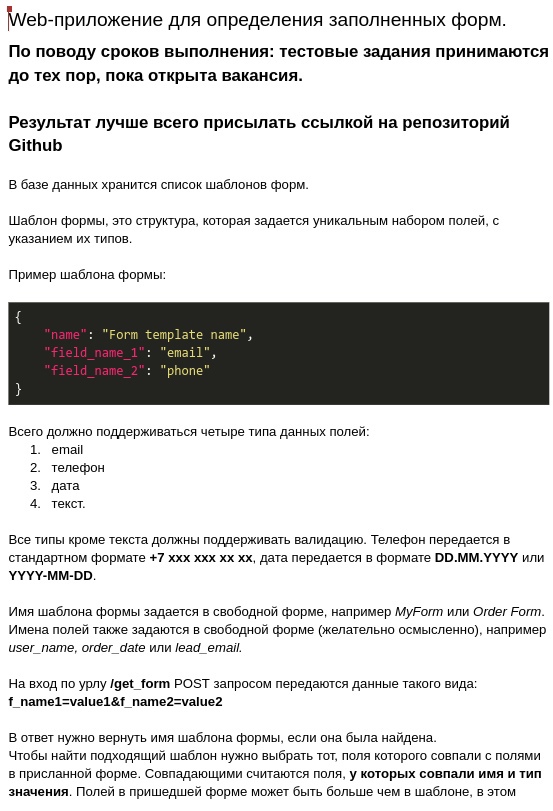 Web-приложение для определения заполненных форм.
По поводу сроков выполнения: тестовые задания принимаются
до тех пор, пока открыта вакансия.
Результат лучше всего присылать ссылкой на репозиторий
Github
В базе данных хранится список шаблонов форм.
Шаблон формы, это структура, которая задается уникальным набором полей, с
указанием их типов.
Пример шаблона формы:
{
    "name": "Form template name",
    "field_name_1": "email",
    "field_name_2": "phone"
}
Всего должно поддерживаться четыре типа данных полей:
1. email
2. телефон
3. дата
4. текст.
Все типы кроме текста должны поддерживать валидацию. Телефон передается в
стандартном формате +7 xxx xxx xx xx, дата передается в формате DD.MM.YYYY или
YYYY-MM-DD.
Имя шаблона формы задается в свободной форме, например MyForm или Order Form.
Имена полей также задаются в свободной форме (желательно осмысленно), например
user_name, order_date или lead_email.
На вход по урлу /get_form POST запросом передаются данные такого вида:
f_name1=value1&f_name2=value2
В ответ нужно вернуть имя шаблона формы, если она была найдена.
Чтобы найти подходящий шаблон нужно выбрать тот, поля которого совпали с полями
в присланной форме. Совпадающими считаются поля, у которых совпали имя и тип
значения. Полей в пришедшей форме может быть больше чем в шаблоне, в этом